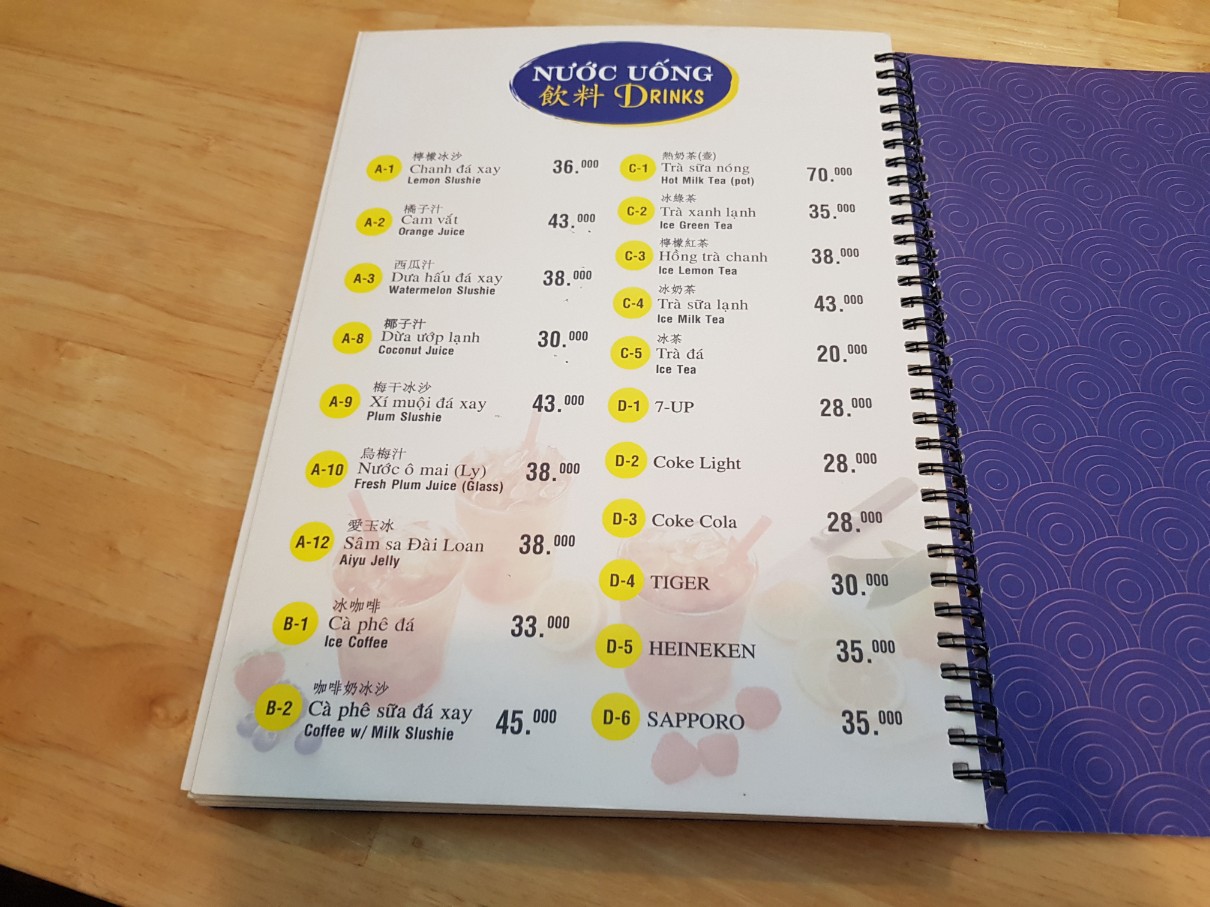 NƯỚC UỐNG
飲料 DRINKS
檸檬冰沙
A-1 Chanh đá xay 36.000
Lemon Slushie
橘子汁
A-2 Cam vắt 43.000
Orange Juice
西瓜汁
A-3 Dưa hấu đá xay 38.000
Watermelon Slushie
椰子汁
A-8 Dừa ướp lạnh 30.000
Coconut Juice
梅干冰沙
A-9 Xí muội đá xay 43.000
Plum Slushie
烏梅汁
A-10 Nước ô mai (Ly) 38.000
Fresh Plum Juice (Glass)
愛玉冰
A-12 Sâm sa Đài Loan 38.000
Aiyu Jelly
冰咖啡
B-1 Cà phê đá 33.000
Ice Coffee
咖啡奶冰沙
B-2 Cà phê sữa đá xay 45.000
Coffee w/ Milk Slushie
熱奶茶(壺)
C-1 Trà sữa nóng 70.000
Hot Milk Tea (pot)
冰綠茶
C-2 Trà xanh lạnh 35.000
Ice Green Tea
檸檬紅茶
C-3 Hồng trà chanh 38.000
Ice Lemon Tea
冰奶茶
C-4 Trà sữa lạnh 43.000
Ice Milk Tea
冰茶
C-5 Trà đá 20.000
Ice Tea
D-1 7-UP 28.000
D-2 Coke Light 28.000
D-3 Coke Cola 28.000
D-4 TIGER 30.000
D-5 HEINEKEN 35.000
D-6 SAPPORO 35.000